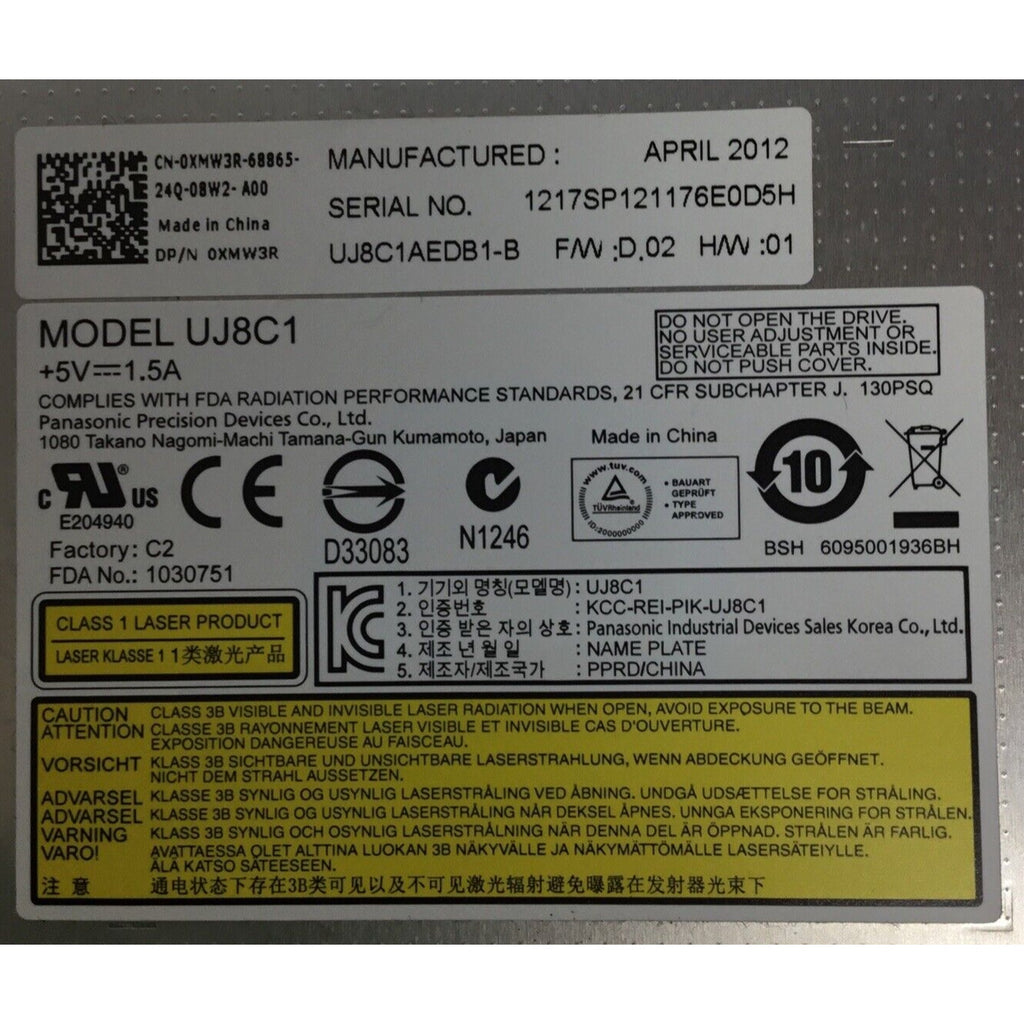 CN-0XMW3R-68865-
24Q-08W2- A00
Made in China
DP/N 0XMW3R
MANUFACTURED : APRIL 2012
SERIAL NO. 1217SP121176E0D5H
UJ8C1AEDB1-B F/W :D.02 H/W :01
MODEL UJ8C1
+5V⎓1.5A
DO NOT OPEN THE DRIVE.
NO USER ADJUSTMENT OR
SERVICEABLE PARTS INSIDE.
DO NOT PUSH COVER.
COMPLIES WITH FDA RADIATION PERFORMANCE STANDARDS, 21 CFR SUBCHAPTER J. 130PSQ
Panasonic Precision Devices Co., Ltd.
1080 Takano Nagomi-Machi Tamana-Gun Kumamoto, Japan Made in China
c RU® US
E204940
CE
D33083
N1246
www.tuv.com
TÜVRheinland
ID:2000000000
• BAUART
GEPRÜFT
• TYPE
APPROVED
10
Factory: C2
FDA No.: 1030751
BSH 6095001936BH
CLASS 1 LASER PRODUCT
LASER KLASSE 1 1类激光产品
KC
1. 기기의 명칭(모델명) : UJ8C1
2. 인증번호 : KCC-REI-PIK-UJ8C1
3. 인증 받은 자의 상호 : Panasonic Industrial Devices Sales Korea Co., Ltd.
4. 제조 년 월 일 : NAME PLATE
5. 제조자/제조국가 : PPRD/CHINA
CAUTION CLASS 3B VISIBLE AND INVISIBLE LASER RADIATION WHEN OPEN, AVOID EXPOSURE TO THE BEAM.
ATTENTION CLASSE 3B RAYONNEMENT LASER VISIBLE ET INVISIBLE CAS D'OUVERTURE.
EXPOSITION DANGEREUSE AU FAISCEAU.
VORSICHT KLASSE 3B SICHTBARE UND UNSICHTBARE LASERSTRAHLUNG, WENN ABDECKUNG GEÖFFNET.
NICHT DEM STRAHL AUSSETZEN.
ADVARSEL KLASSE 3B SYNLIG OG USYNLIG LASERSTRÅLING VED ÅBNING. UNDGÅ UDSÆTTELSE FOR STRÅLING.
ADVARSEL KLASSE 3B SYNLIG OG USYNLIG LASERSTRÅLING NÅR DEKSEL ÅPNES. UNNGA EKSPONERING FOR STRÅLEN.
VARNING KLASS 3B SYNLIG OCH OSYNLIG LASERSTRÅLNING NÄR DENNA DEL ÄR ÖPPNAD. STRÅLEN ÄR FARLIG.
VARO! AVATTAESSA OLET ALTTINA LUOKAN 3B NÄKYVÄLLE JA NÄKYMÄTTÖMÄLLE LASERSÄTEIYLLE.
ÄLÄ KATSO SÄTEESEEN.
注 意 通电状态下存在3B类可见以及不可见激光辐射避免曝露在发射器光束下